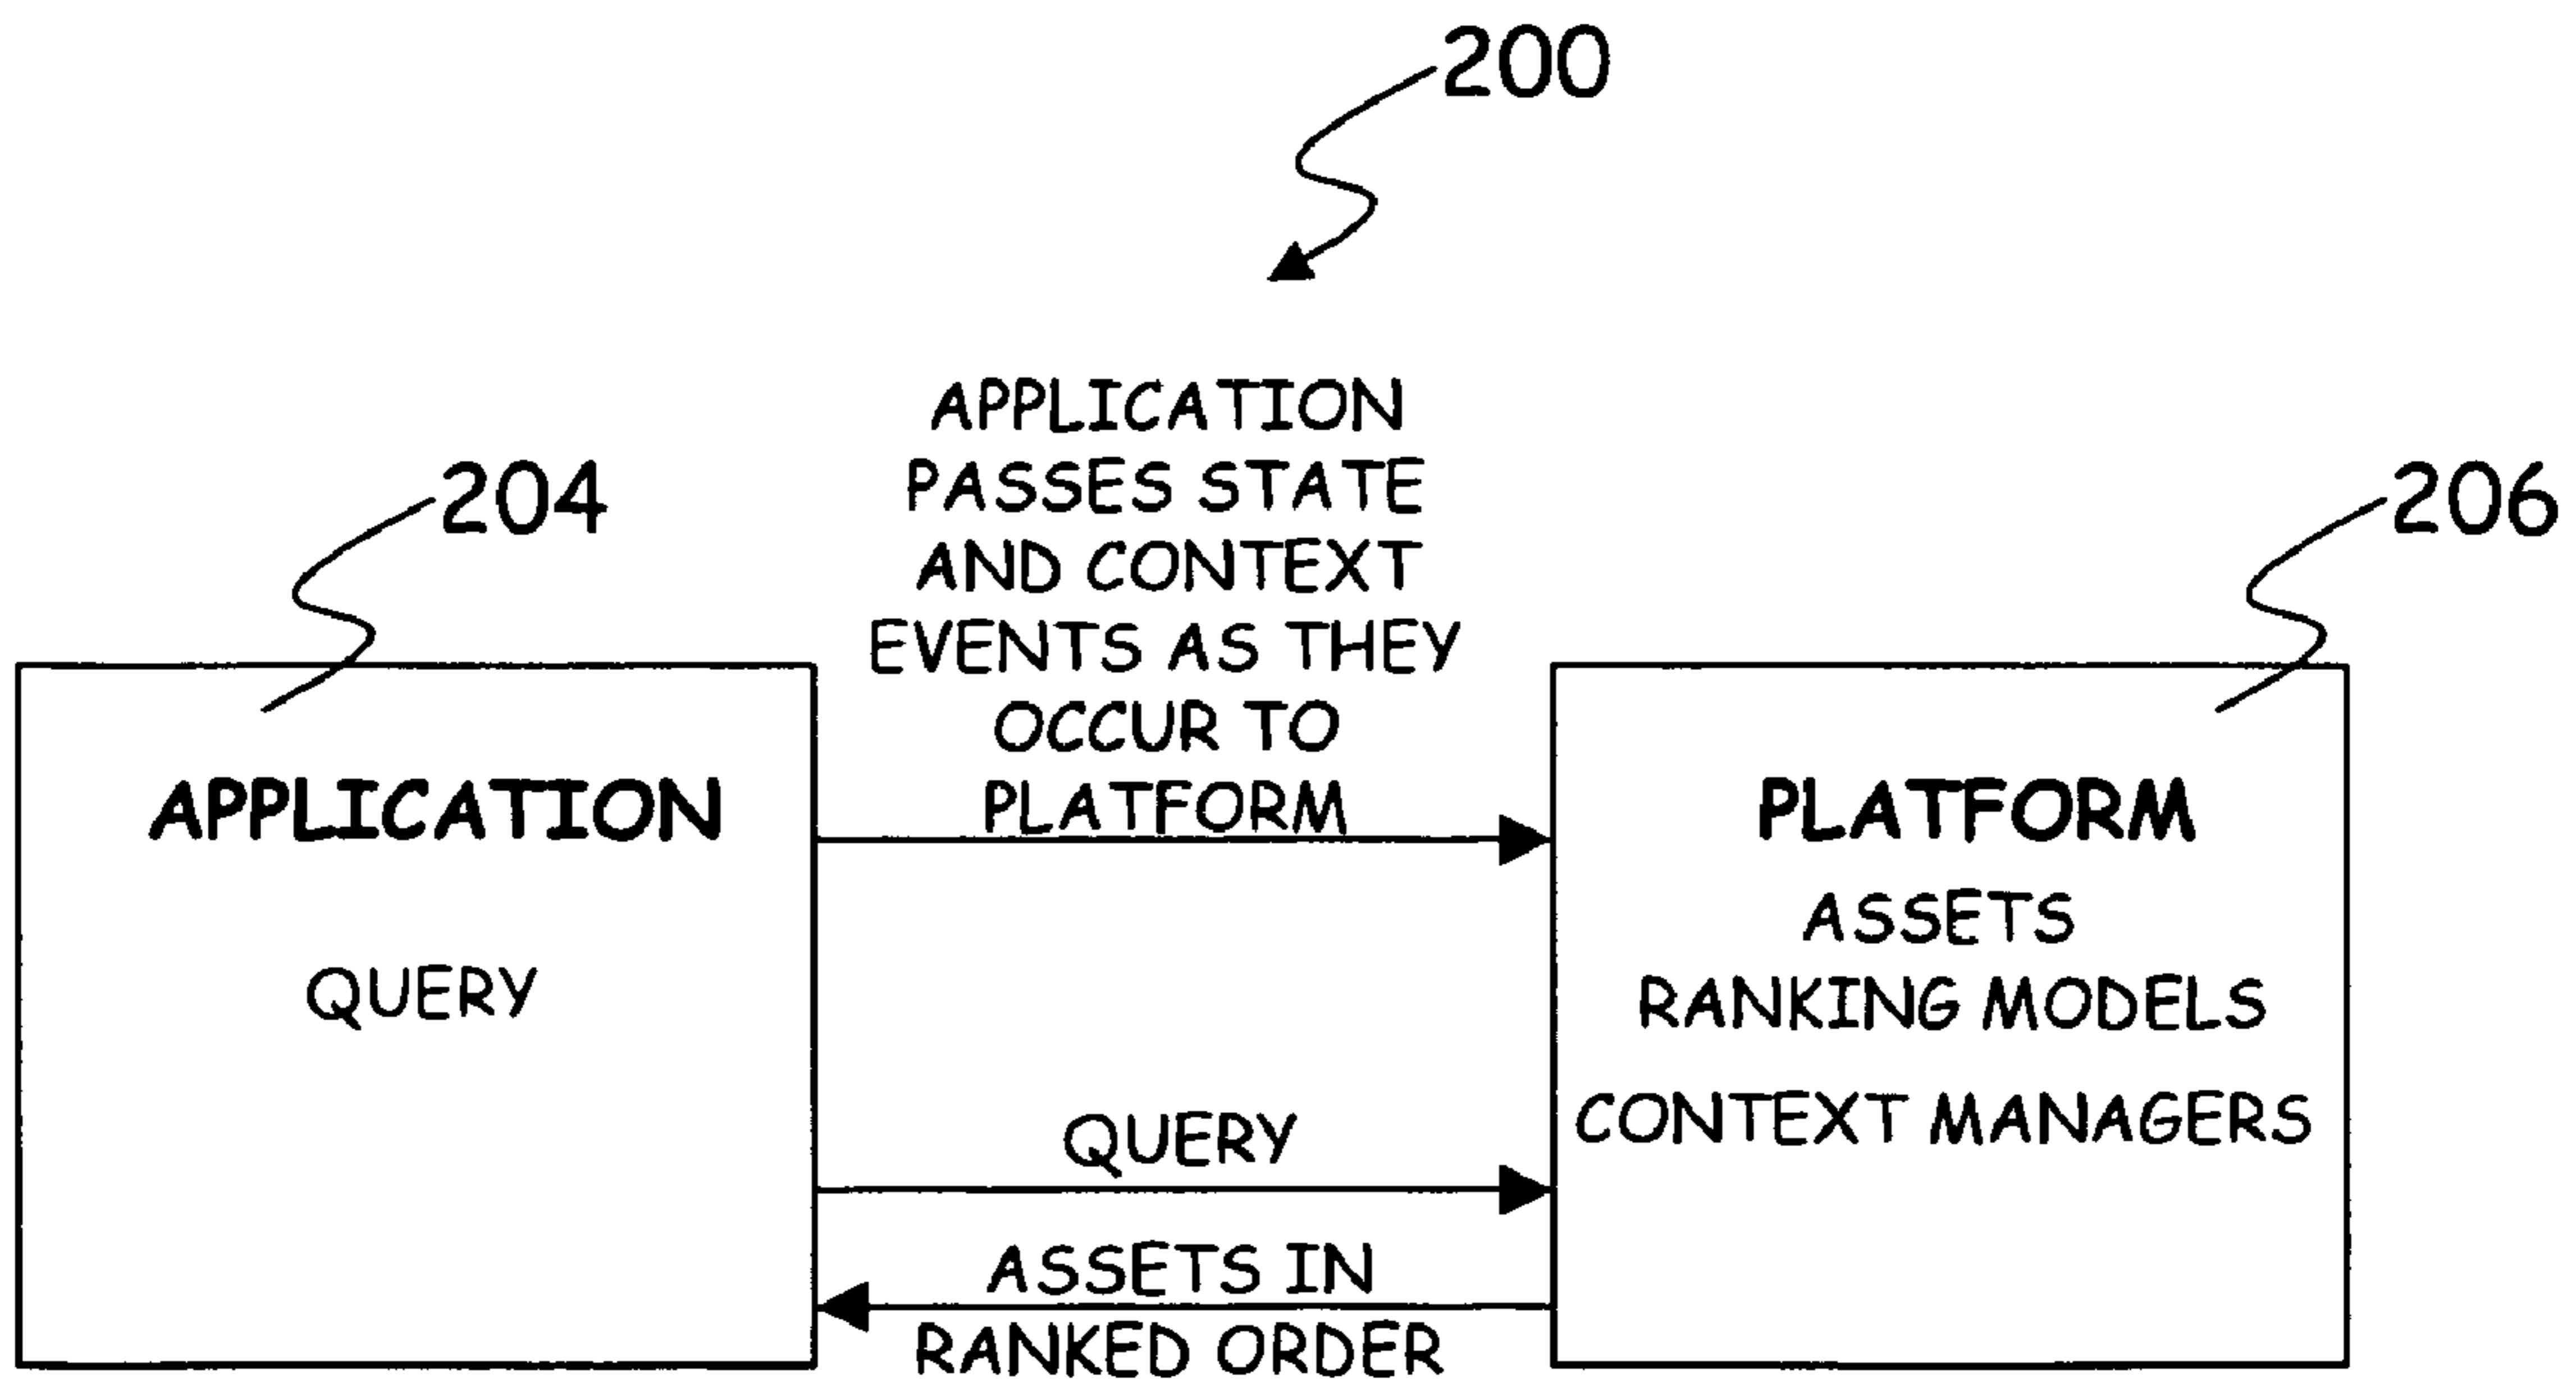 200
APPLICATION
PASSES STATE
AND CONTEXT
EVENTS AS THEY
OCCUR TO
PLATFORM
204
206
APPLICATION
QUERY
PLATFORM
ASSETS
RANKING MODELS
CONTEXT MANAGERS
QUERY
ASSETS IN
RANKED ORDER